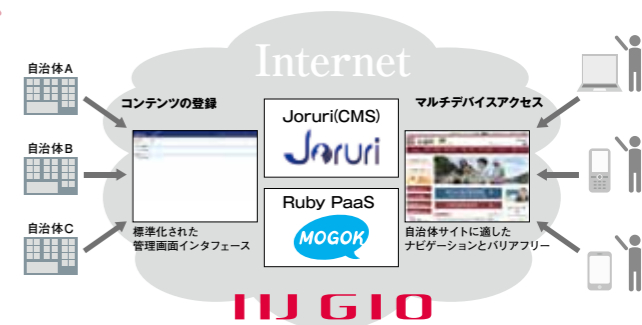 Internet
自治体A
自治体B
自治体C
コンテンツの登録
標準化された
管理画面インタフェース
Joruri(CMS)
Joruri
Ruby PaaS
MOGOK
マルチデバイスアクセス
自治体サイトに適した
ナビゲーションとバリアフリー
IIJ GIO